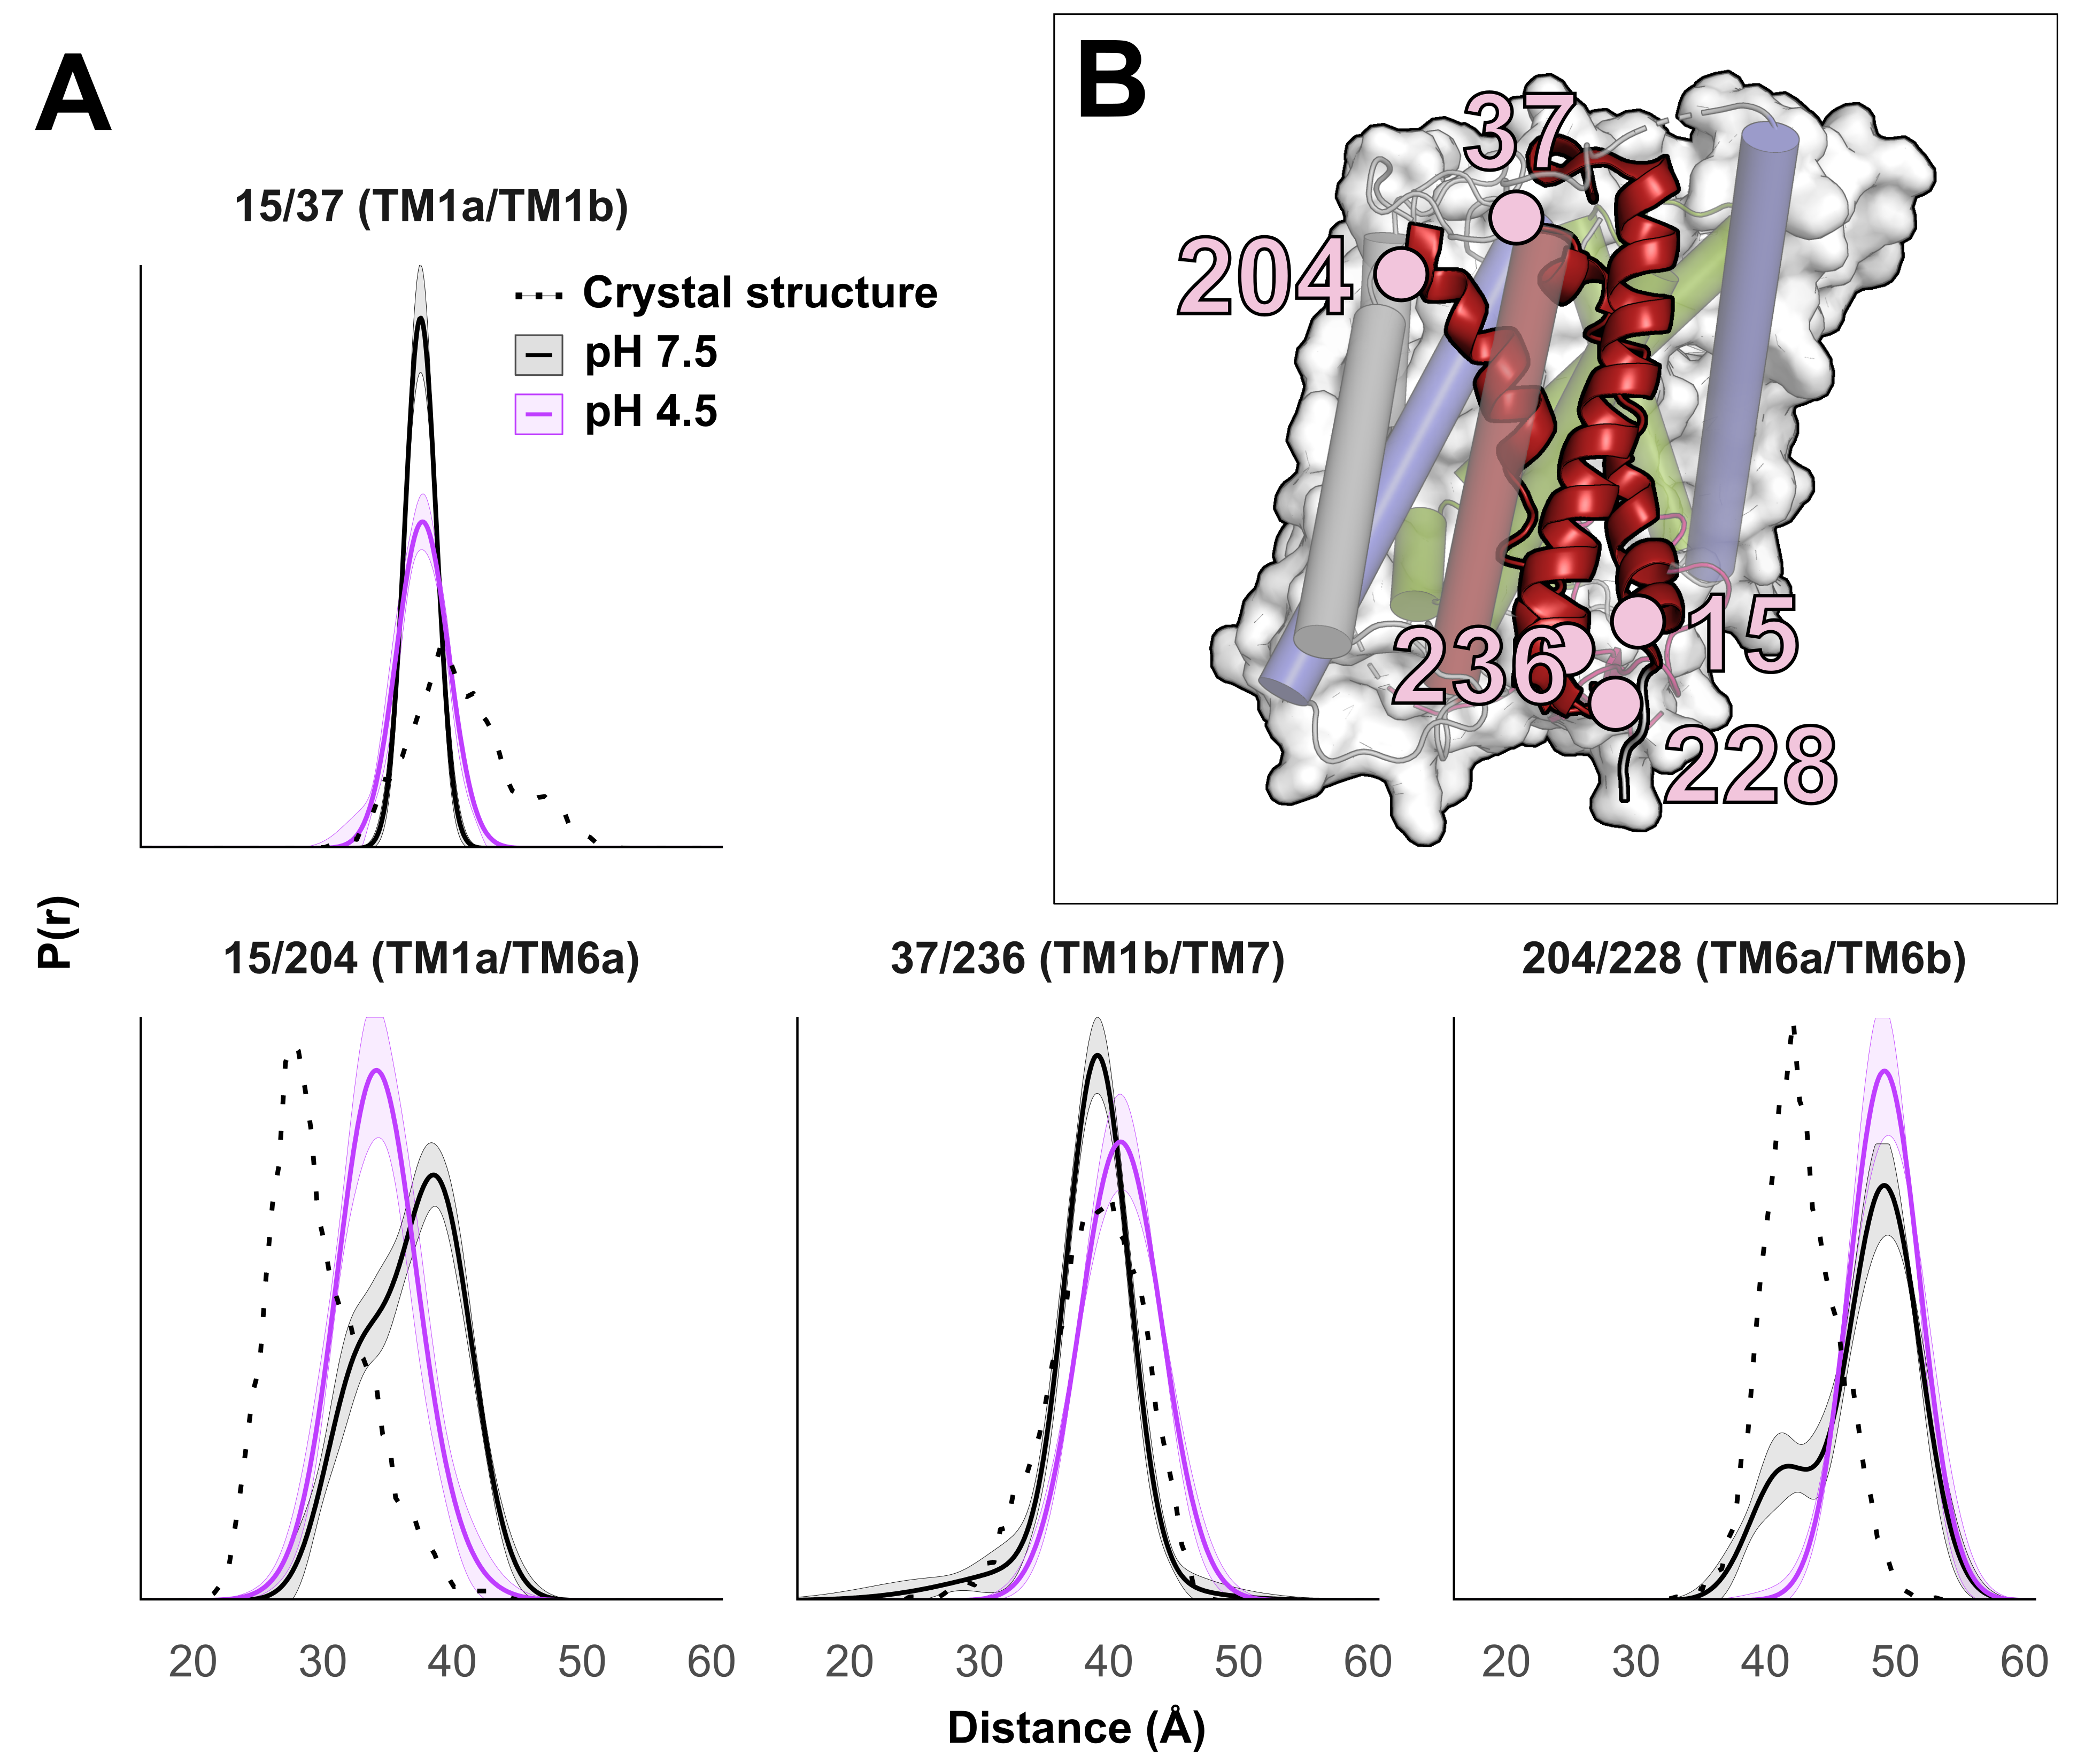 A
B
15/37 (TM1a/TM1b)
Crystal structure
pH 7.5
pH 4.5
37
204
236
15
228
P(r)
15/204 (TM1a/TM6a)
37/236 (TM1b/TM7)
204/228 (TM6a/TM6b)
20 30 40 50 60
20 30 40 50 60
20 30 40 50 60
Distance (Å)